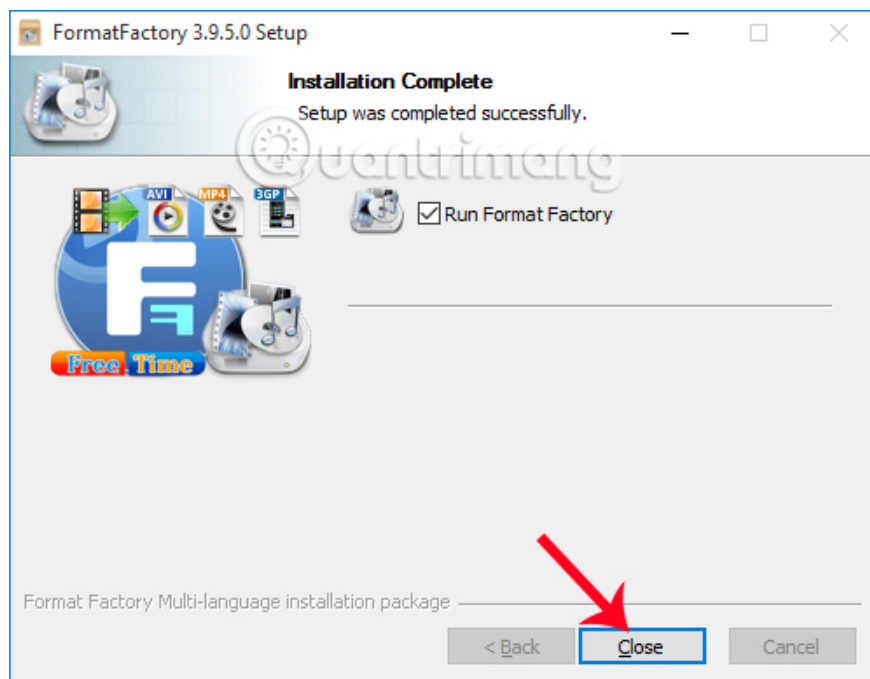 FormatFactory 3.9.5.0 Setup
Installation Complete
Setup was completed successfully.
Quantrimang
AVI MP4 3GP
Run Format Factory
FF
Free Time
Format Factory Multi-language installation package
< Back Close Cancel